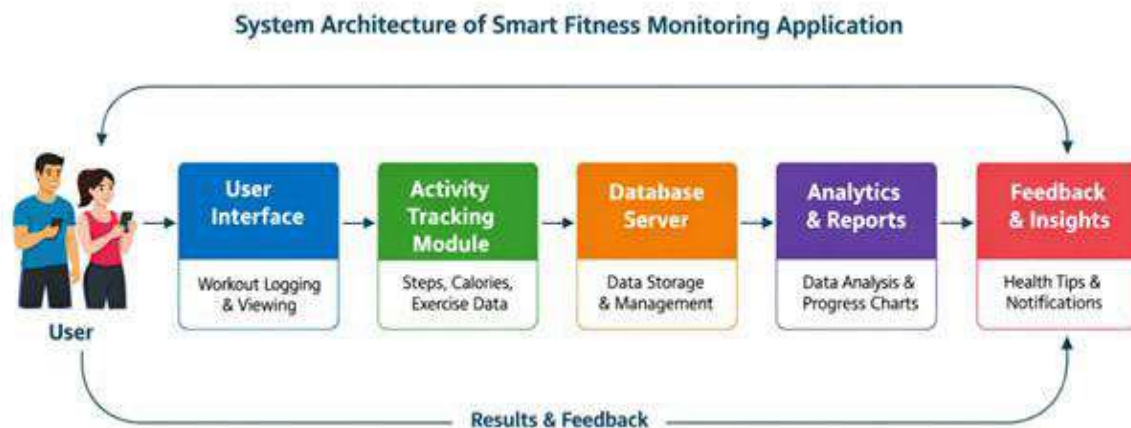 System Architecture of Smart Fitness Monitoring Application
User
Interface
Workout Logging
& Viewing
Activity
Tracking
Module
Steps, Calories,
Exercise Data
Database
Server
Data Storage
& Management
Analytics
& Reports
Data Analysis &
Progress Charts
Feedback
& Insights
Health Tips &
Notifications
User
Results & Feedback